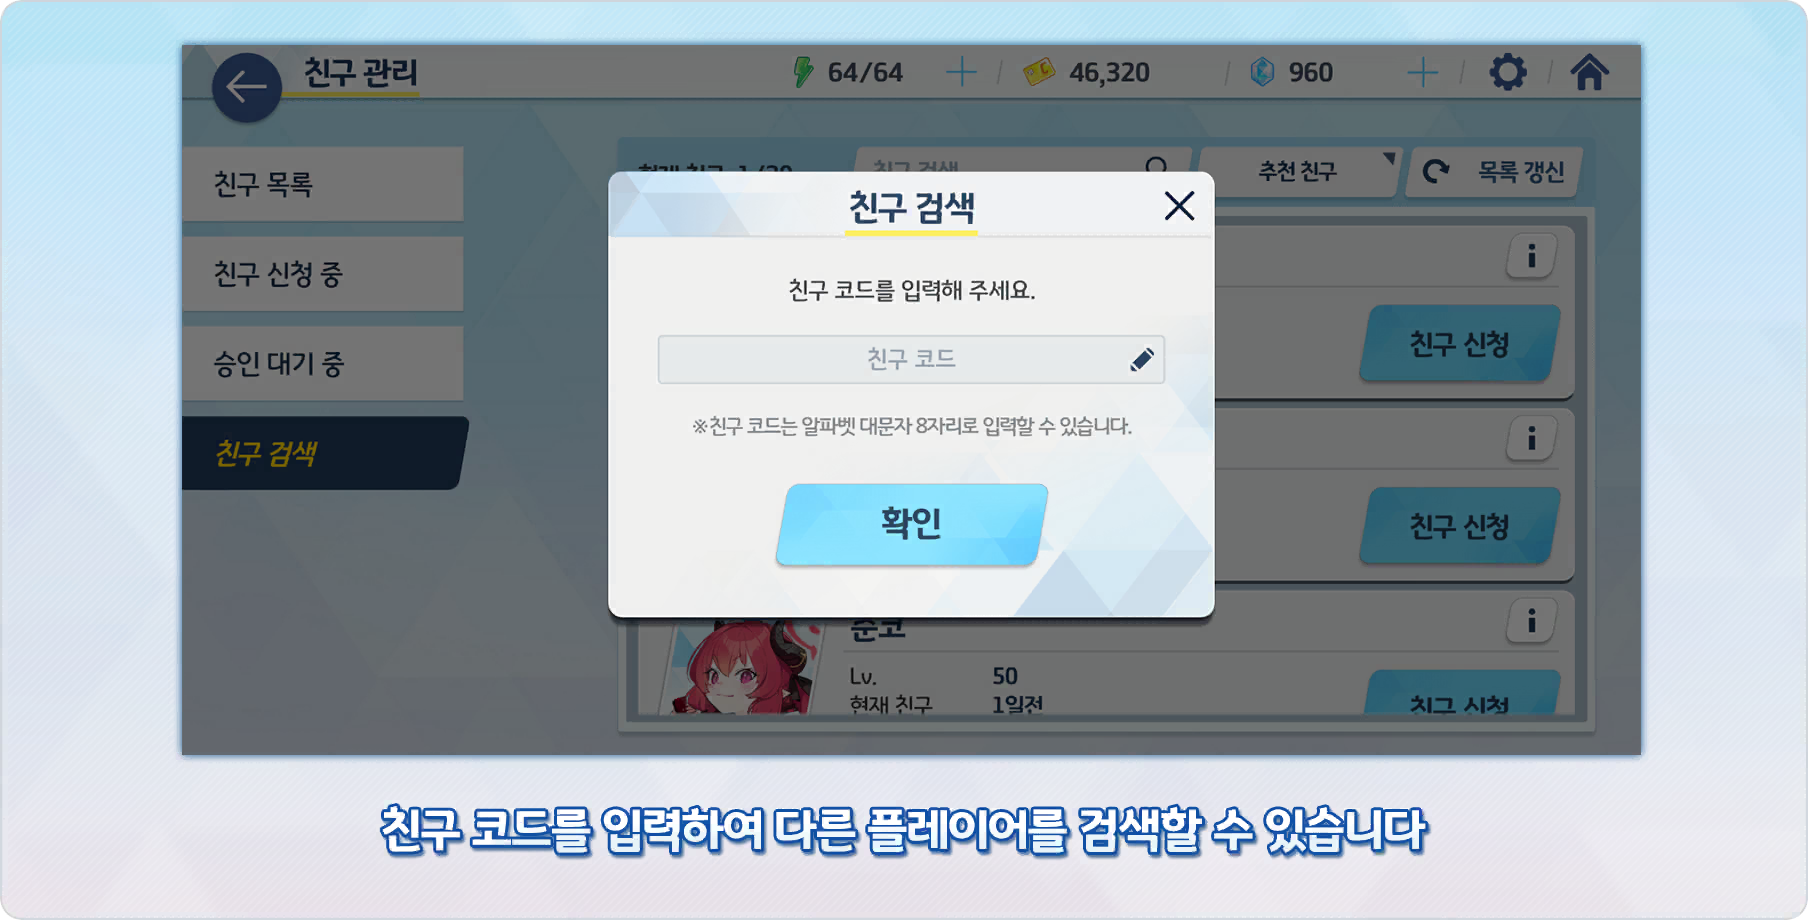 친구 관리
64/64
46,320
960
친구 목록
친구 신청 중
승인 대기 중
친구 검색
추천 친구
목록 갱신
친구 검색
친구 코드를 입력해 주세요.
친구 코드
※친구 코드는 알파벳 대문자 8자리로 입력할 수 있습니다.
확인
i
친구 신청
i
친구 신청
i
준코
Lv. 50
현재 친구 1일전
친구 신청
친구 코드를 입력하여 다른 플레이어를 검색할 수 있습니다